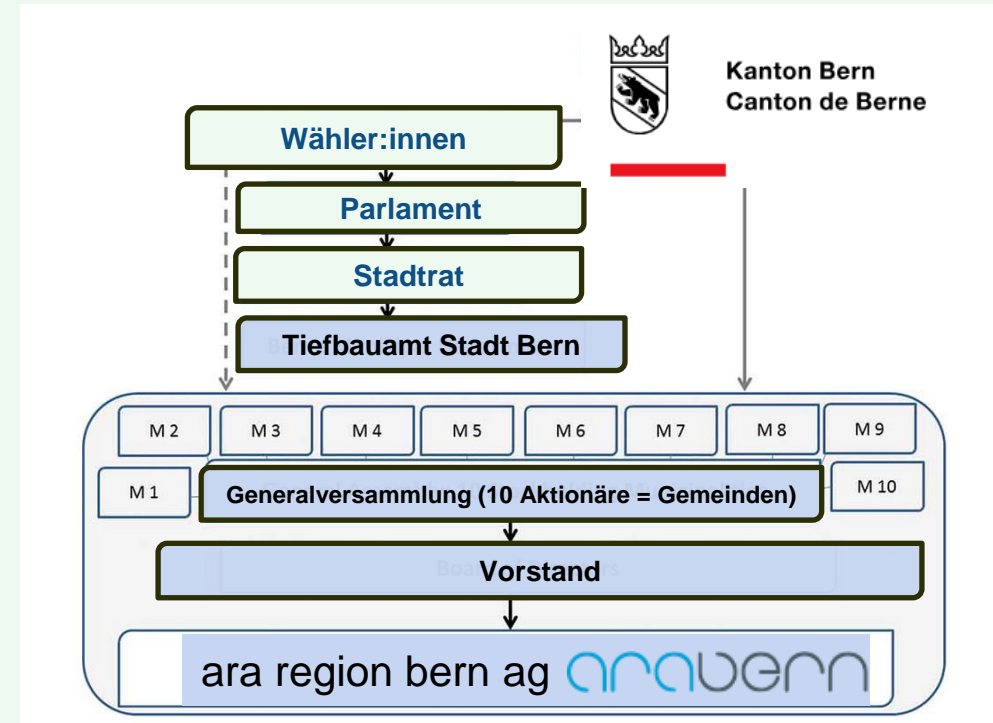 Kanton Bern
Canton de Berne
Wähler:innen
Parlament
Stadtrat
Tiefbauamt Stadt Bern
M 2 M 3 M 4 M 5 M 6 M 7 M 8 M 9
M 1 Generalversammlung (10 Aktionäre = Gemeinden) M 10
Vorstand
ara region bern ag arabern